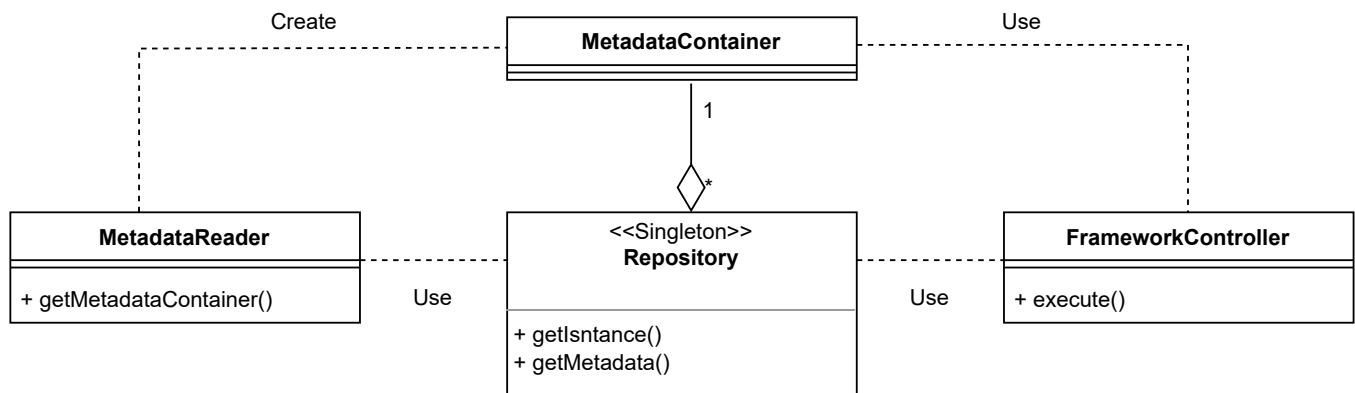 Create
Use
MetadataContainer
1
*
MetadataReader
+ getMetadataContainer()
Use
<<Singleton>>
Repository
+ getIsntance()
+ getMetadata()
Use
FrameworkController
+ execute()